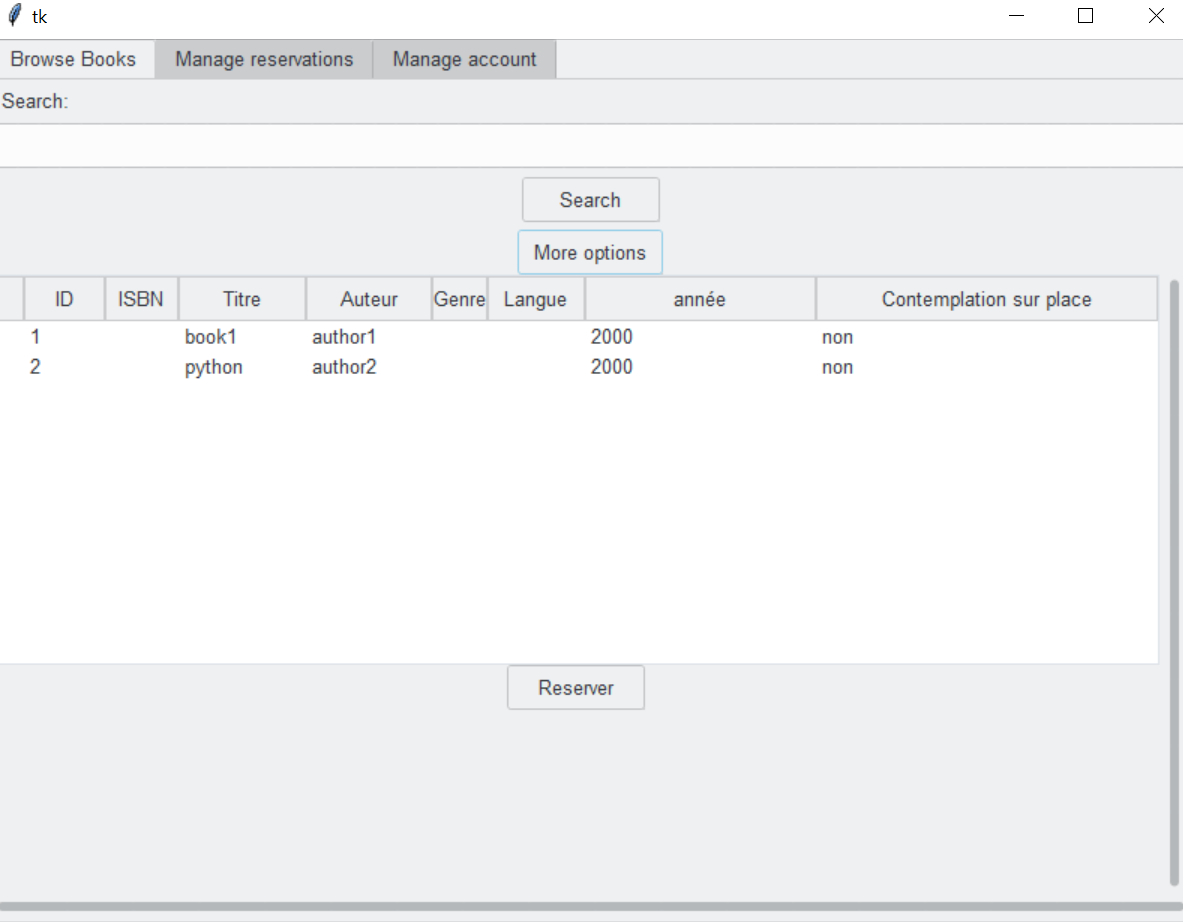 tk
Browse Books Manage reservations Manage account
Search:
Search
More options
ID ISBN Titre Auteur Genre Langue année Contemplation sur place
1 book1 author1 2000 non
2 python author2 2000 non
Reserver